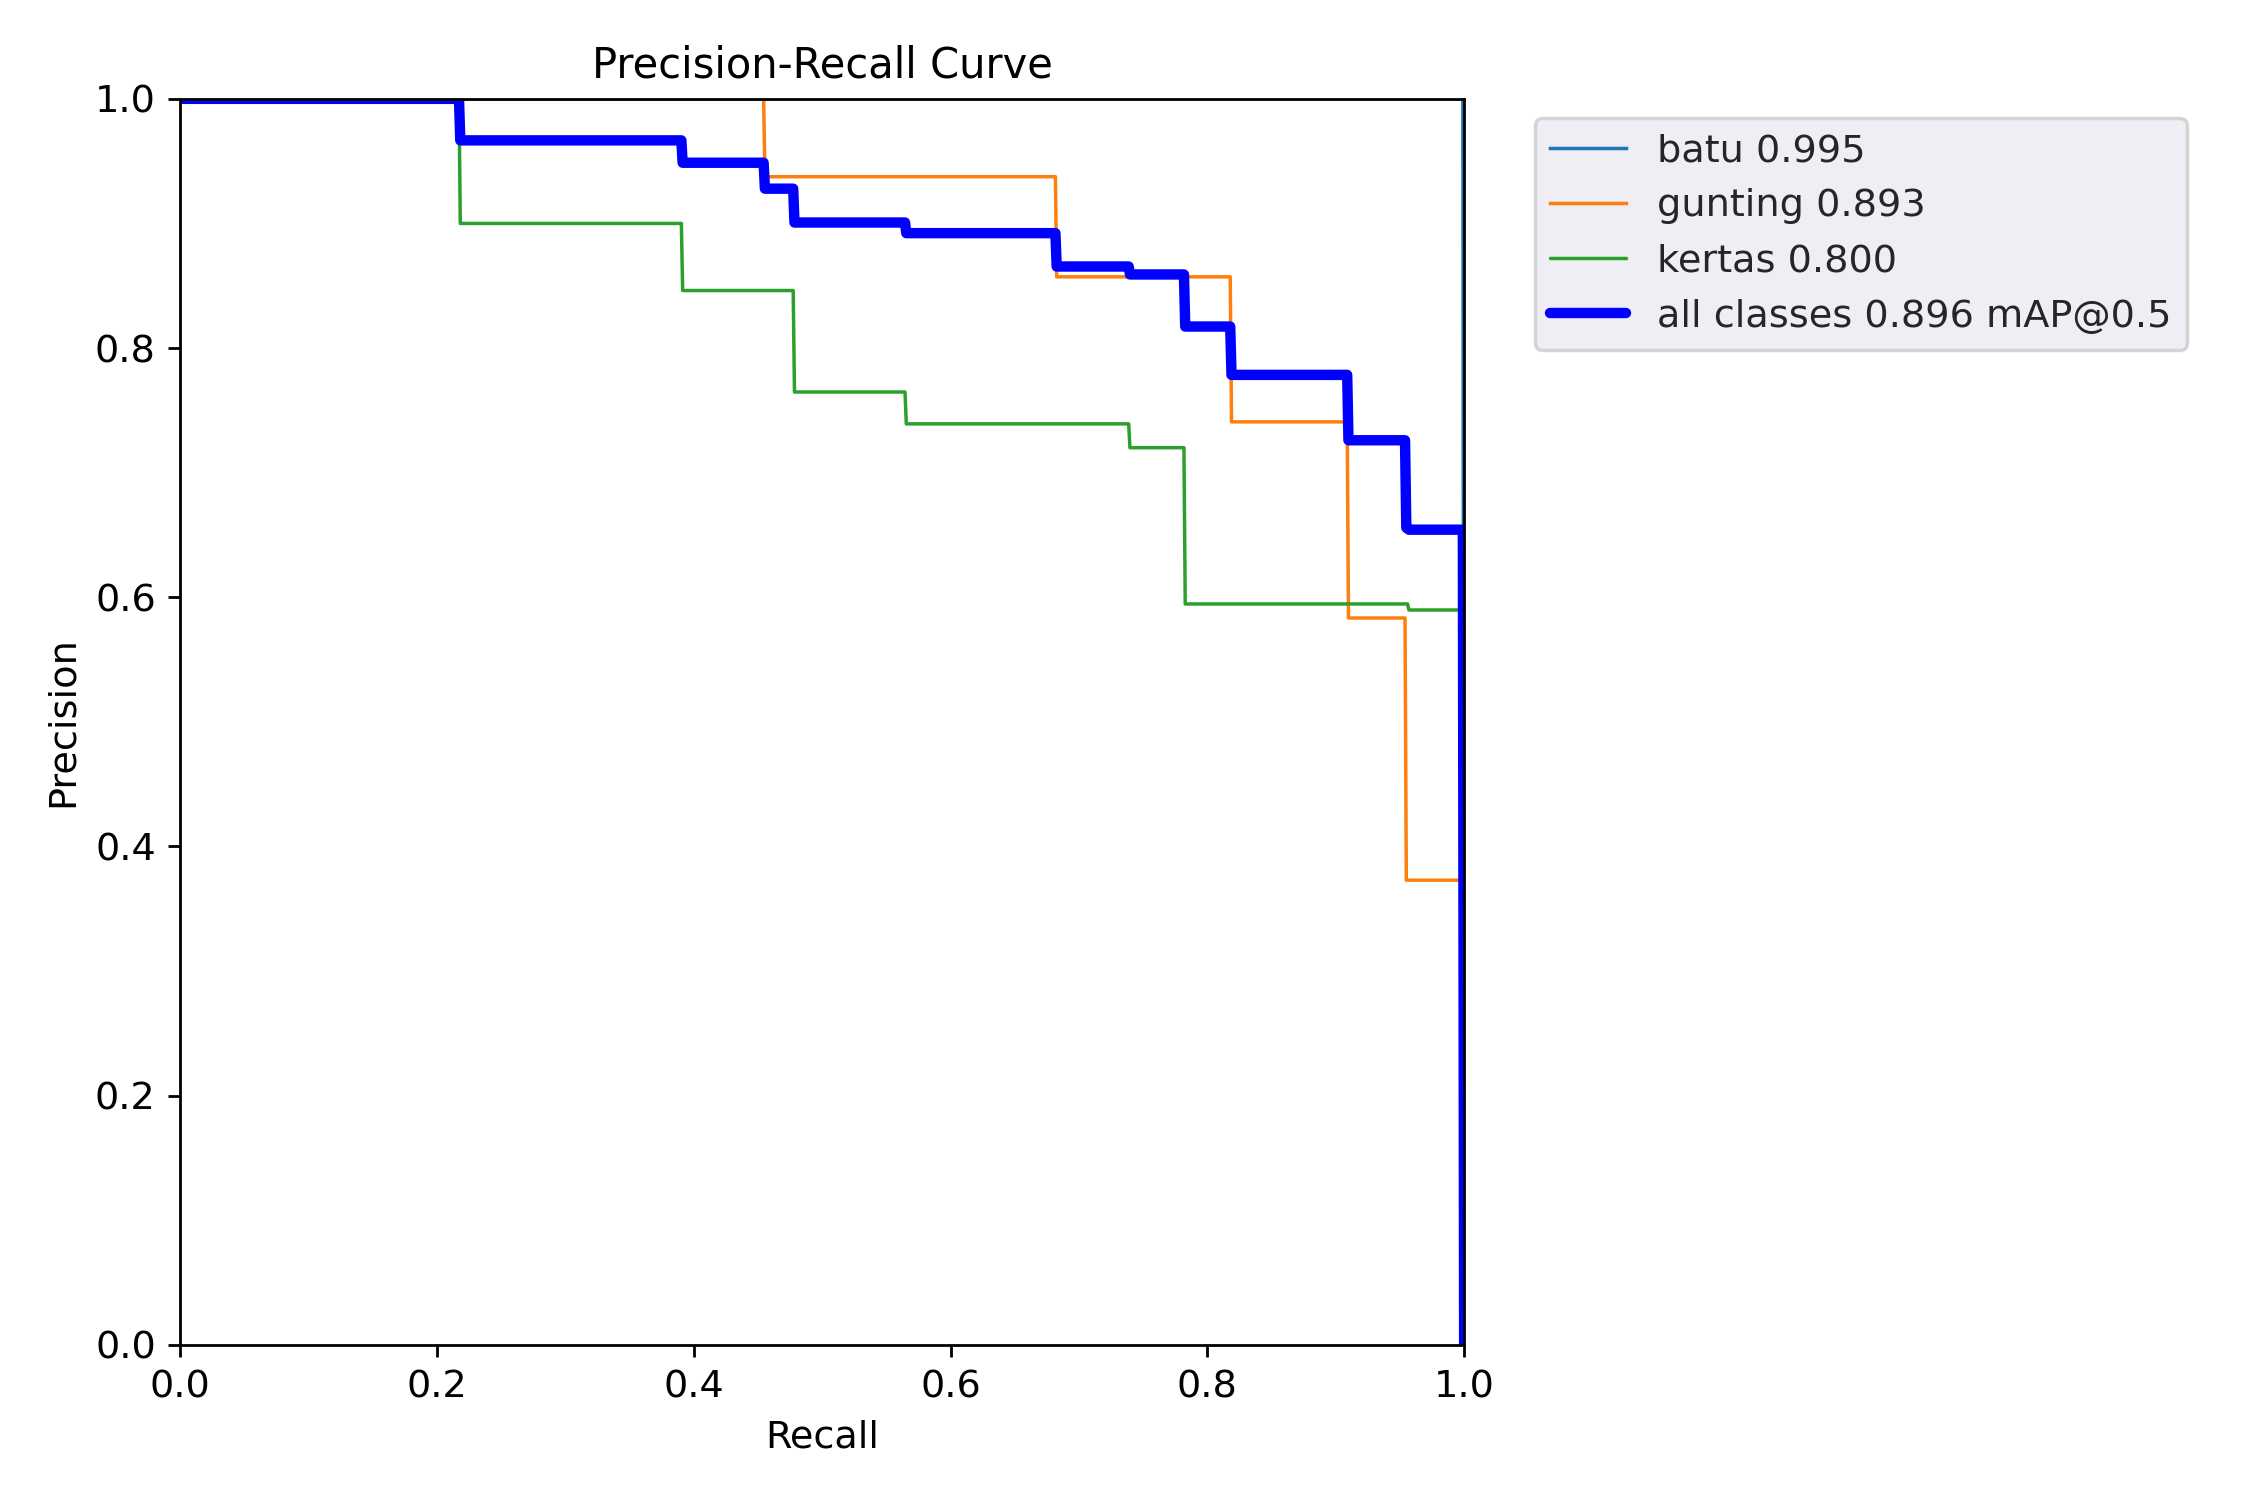 Precision-Recall Curve
1.0
0.8
0.6
0.4
0.2
0.0
Precision
0.0 0.2 0.4 0.6 0.8 1.0
Recall
batu 0.995
gunting 0.893
kertas 0.800
all classes 0.896 mAP@0.5